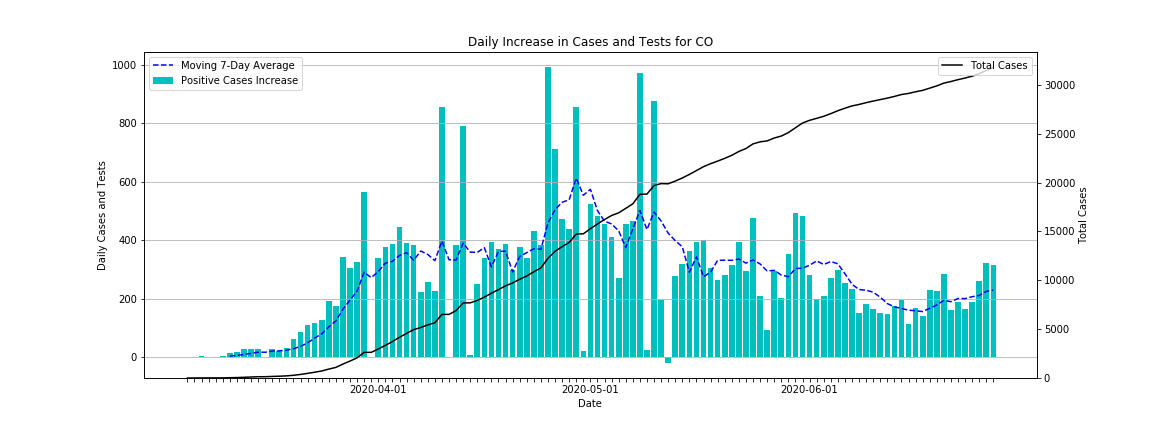 Daily Increase in Cases and Tests for CO
Moving 7-Day Average
Positive Cases Increase
Total Cases
1000
800
600
400
200
0
Daily Cases and Tests
30000
25000
20000
15000
10000
5000
0
Total Cases
2020-04-01
2020-05-01
2020-06-01
Date